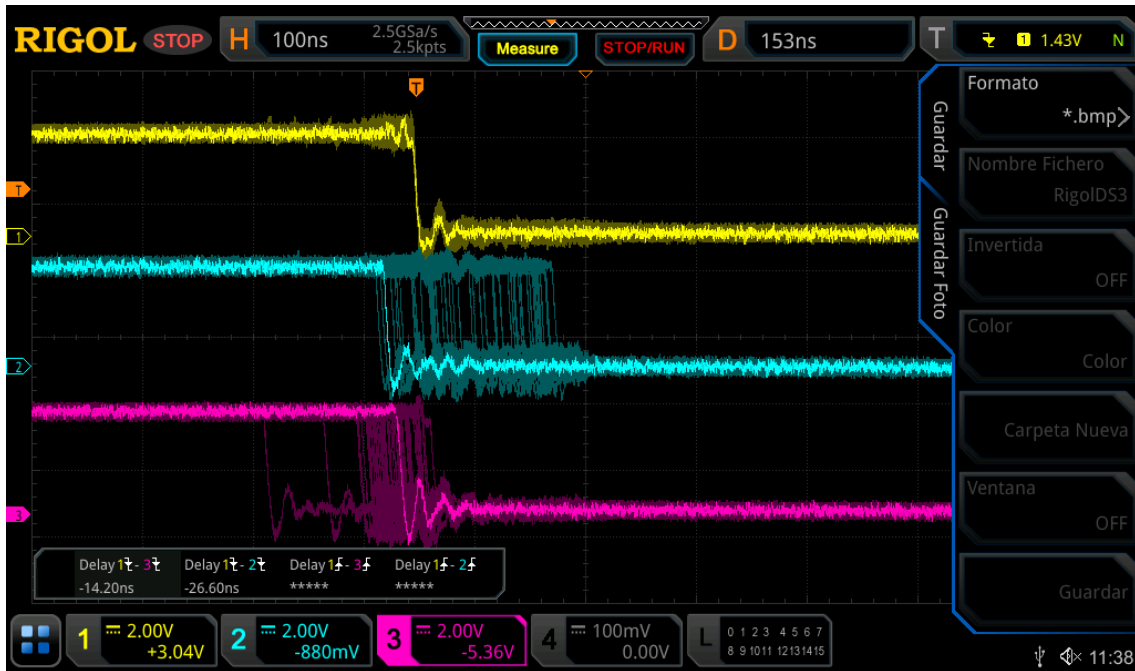 RIGOL STOP H 100ns 2.5GSa/s 2.5kpts Measure STOP/RUN D 153ns T 1 1.43V N
T
Guardar
Guardar Foto
Formato
*.bmp
Nombre Fichero
RigolDS3
Invertida
OFF
Color
Color
Carpeta Nueva
Ventana
OFF
Guardar
T
1
2
3
Delay 1 - 3 Delay 1 - 2 Delay 1 - 3 Delay 1 - 2
-14.20ns -26.60ns ***** *****
1 2.00V +3.04V
2 2.00V -880mV
3 2.00V -5.36V
4 100mV 0.00V
L 0 1 2 3 4 5 6 7
8 9 10 11 12 13 14 15
11:38